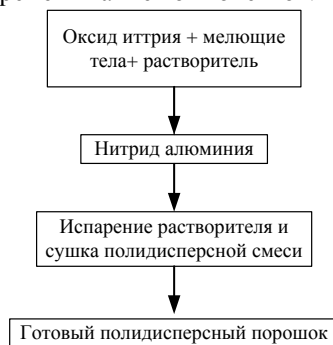 Оксид иттрия + мелющие
тела+ растворитель
Нитрид алюминия
Испарение растворителя и
сушка полидисперсной смеси
Готовый полидисперсный порошок